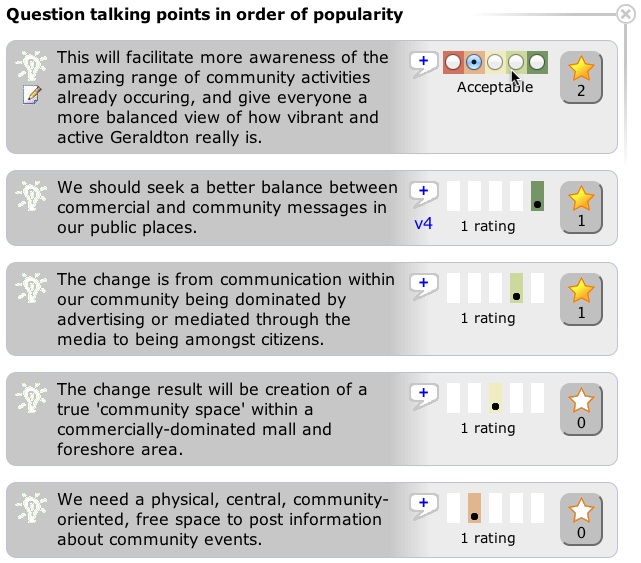 Question talking points in order of popularity
This will facilitate more awareness of the
amazing range of community activities
already occuring, and give everyone a
more balanced view of how vibrant and
active Geraldton really is.
+
Acceptable
2
We should seek a better balance between
commercial and community messages in
our public places.
+
v4
1 rating
1
The change is from communication within
our community being dominated by
advertising or mediated through the
media to being amongst citizens.
+
1 rating
1
The change result will be creation of a
true 'community space' within a
commercially-dominated mall and
foreshore area.
+
1 rating
0
We need a physical, central, community-
oriented, free space to post information
about community events.
+
1 rating
0